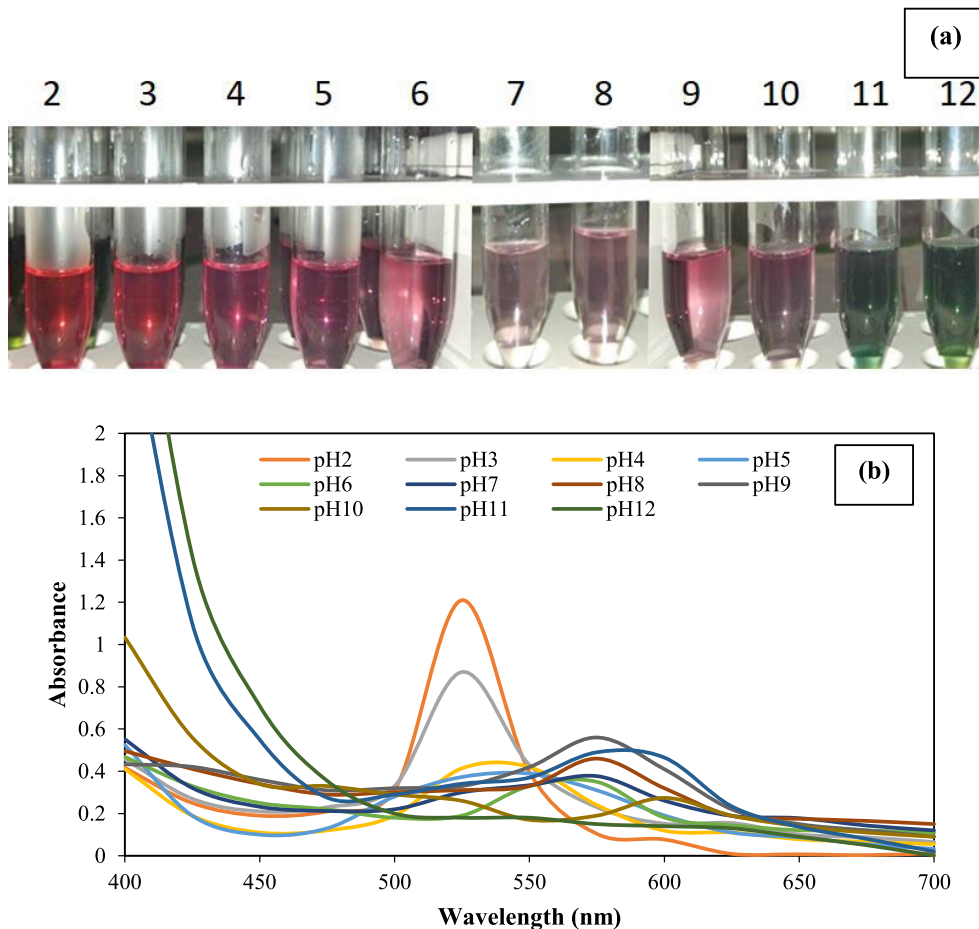 (a)
2 3 4 5 6 7 8 9 10 11 12
(b)
2
1.8
1.6
1.4
1.2
1
0.8
0.6
0.4
0.2
0
Absorbance
pH2 pH3 pH4 pH5
pH6 pH7 pH8 pH9
pH10 pH11 pH12
400 450 500 550 600 650 700
Wavelength (nm)